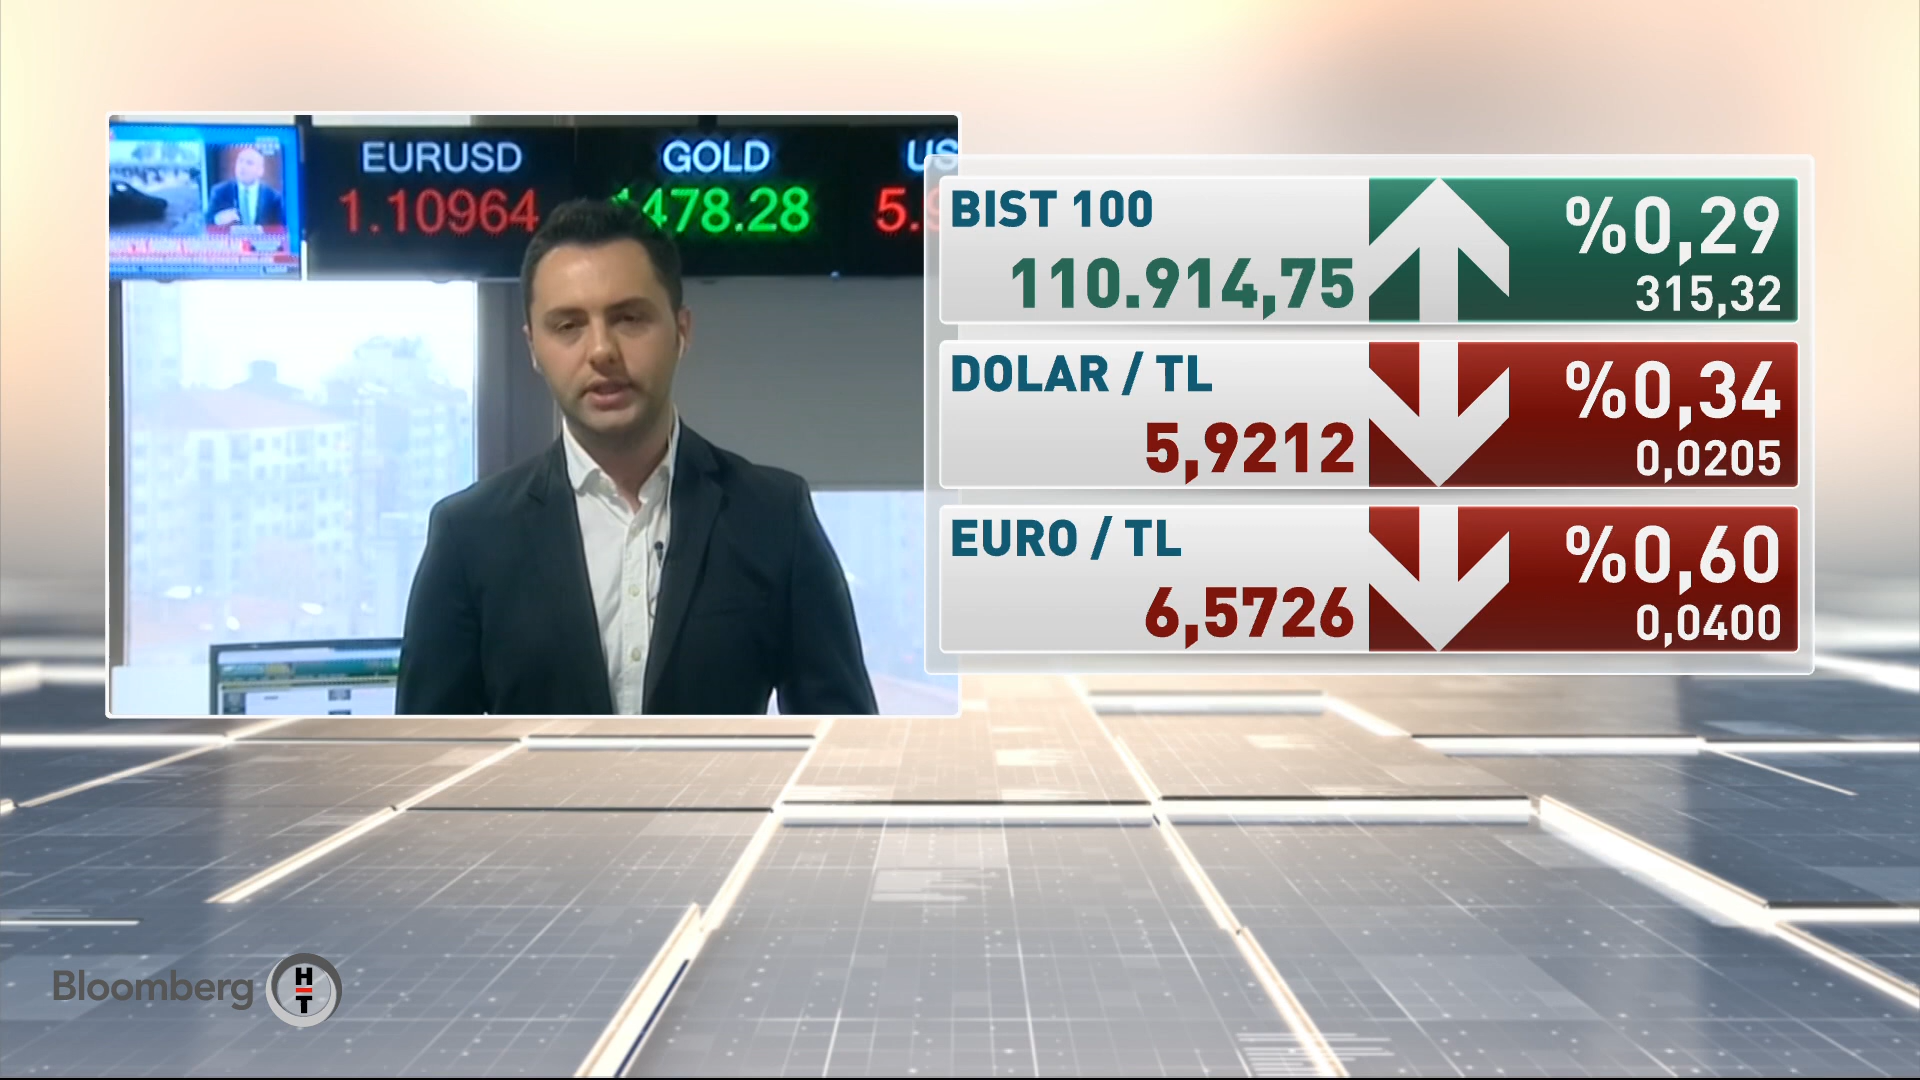 EURUSD
1.10964
GOLD
1478.28
BIST 100
110.914,75
%0,29
315,32
DOLAR / TL
5,9212
%0,34
0,0205
EURO / TL
6,5726
%0,60
0,0400
Bloomberg HT